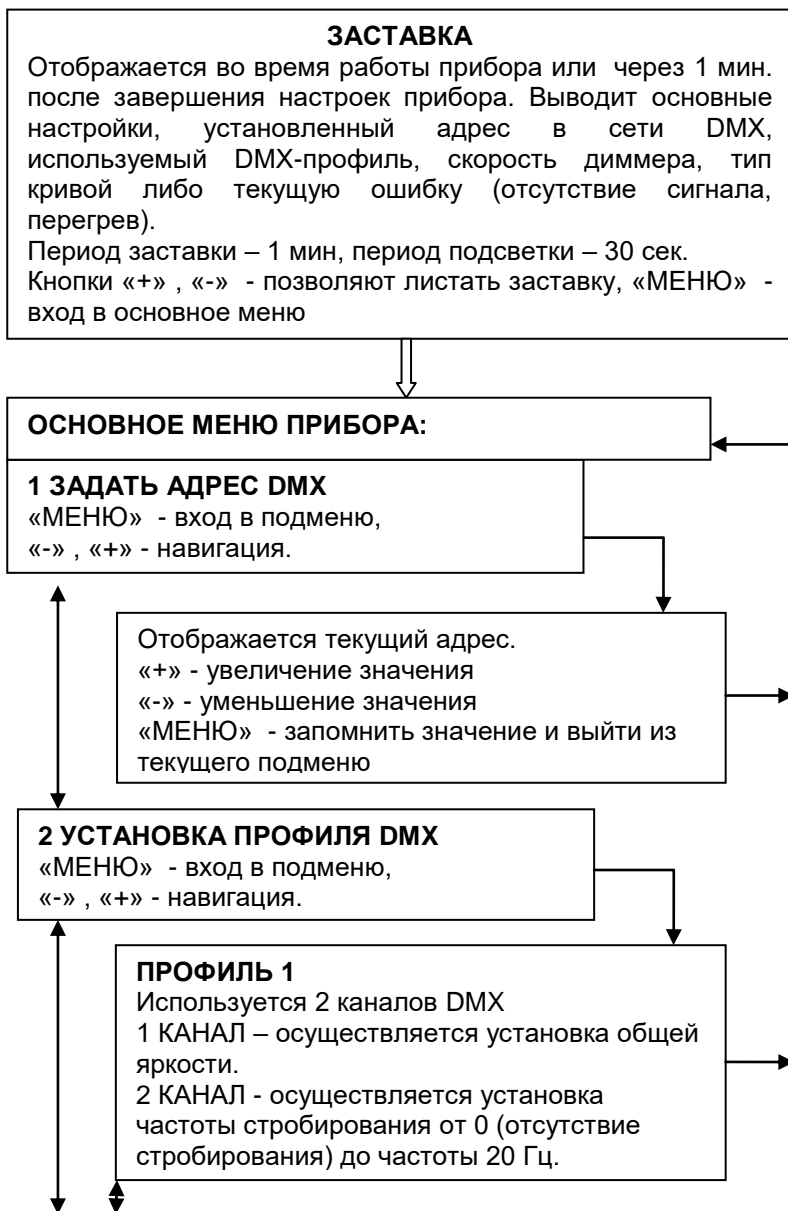 ЗАСТАВКА
Отображается во время работы прибора или через 1 мин.
после завершения настроек прибора. Выводит основные
настройки, установленный адрес в сети DMX,
используемый DMX-профиль, скорость диммера, тип
кривой либо текущую ошибку (отсутствие сигнала,
перегрев).
Период заставки – 1 мин, период подсветки – 30 сек.
Кнопки «+» , «-» - позволяют листать заставку, «МЕНЮ» -
вход в основное меню
ОСНОВНОЕ МЕНЮ ПРИБОРА:
1 ЗАДАТЬ АДРЕС DMX
«МЕНЮ» - вход в подменю,
«-» , «+» - навигация.
Отображается текущий адрес.
«+» - увеличение значения
«-» - уменьшение значения
«МЕНЮ» - запомнить значение и выйти из
текущего подменю
2 УСТАНОВКА ПРОФИЛЯ DMX
«МЕНЮ» - вход в подменю,
«-» , «+» - навигация.
ПРОФИЛЬ 1
Используется 2 каналов DMX
1 КАНАЛ – осуществляется установка общей
яркости.
2 КАНАЛ - осуществляется установка
частоты стробирования от 0 (отсутствие
стробирования) до частоты 20 Гц.